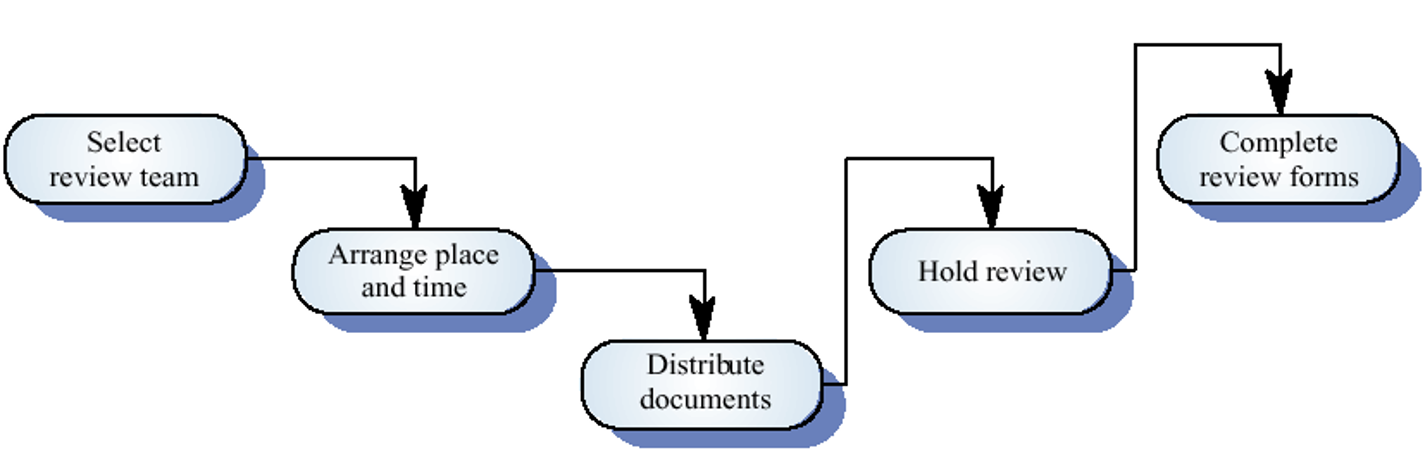 Select
review team
Arrange place
and time
Distribute
documents
Hold review
Complete
review forms